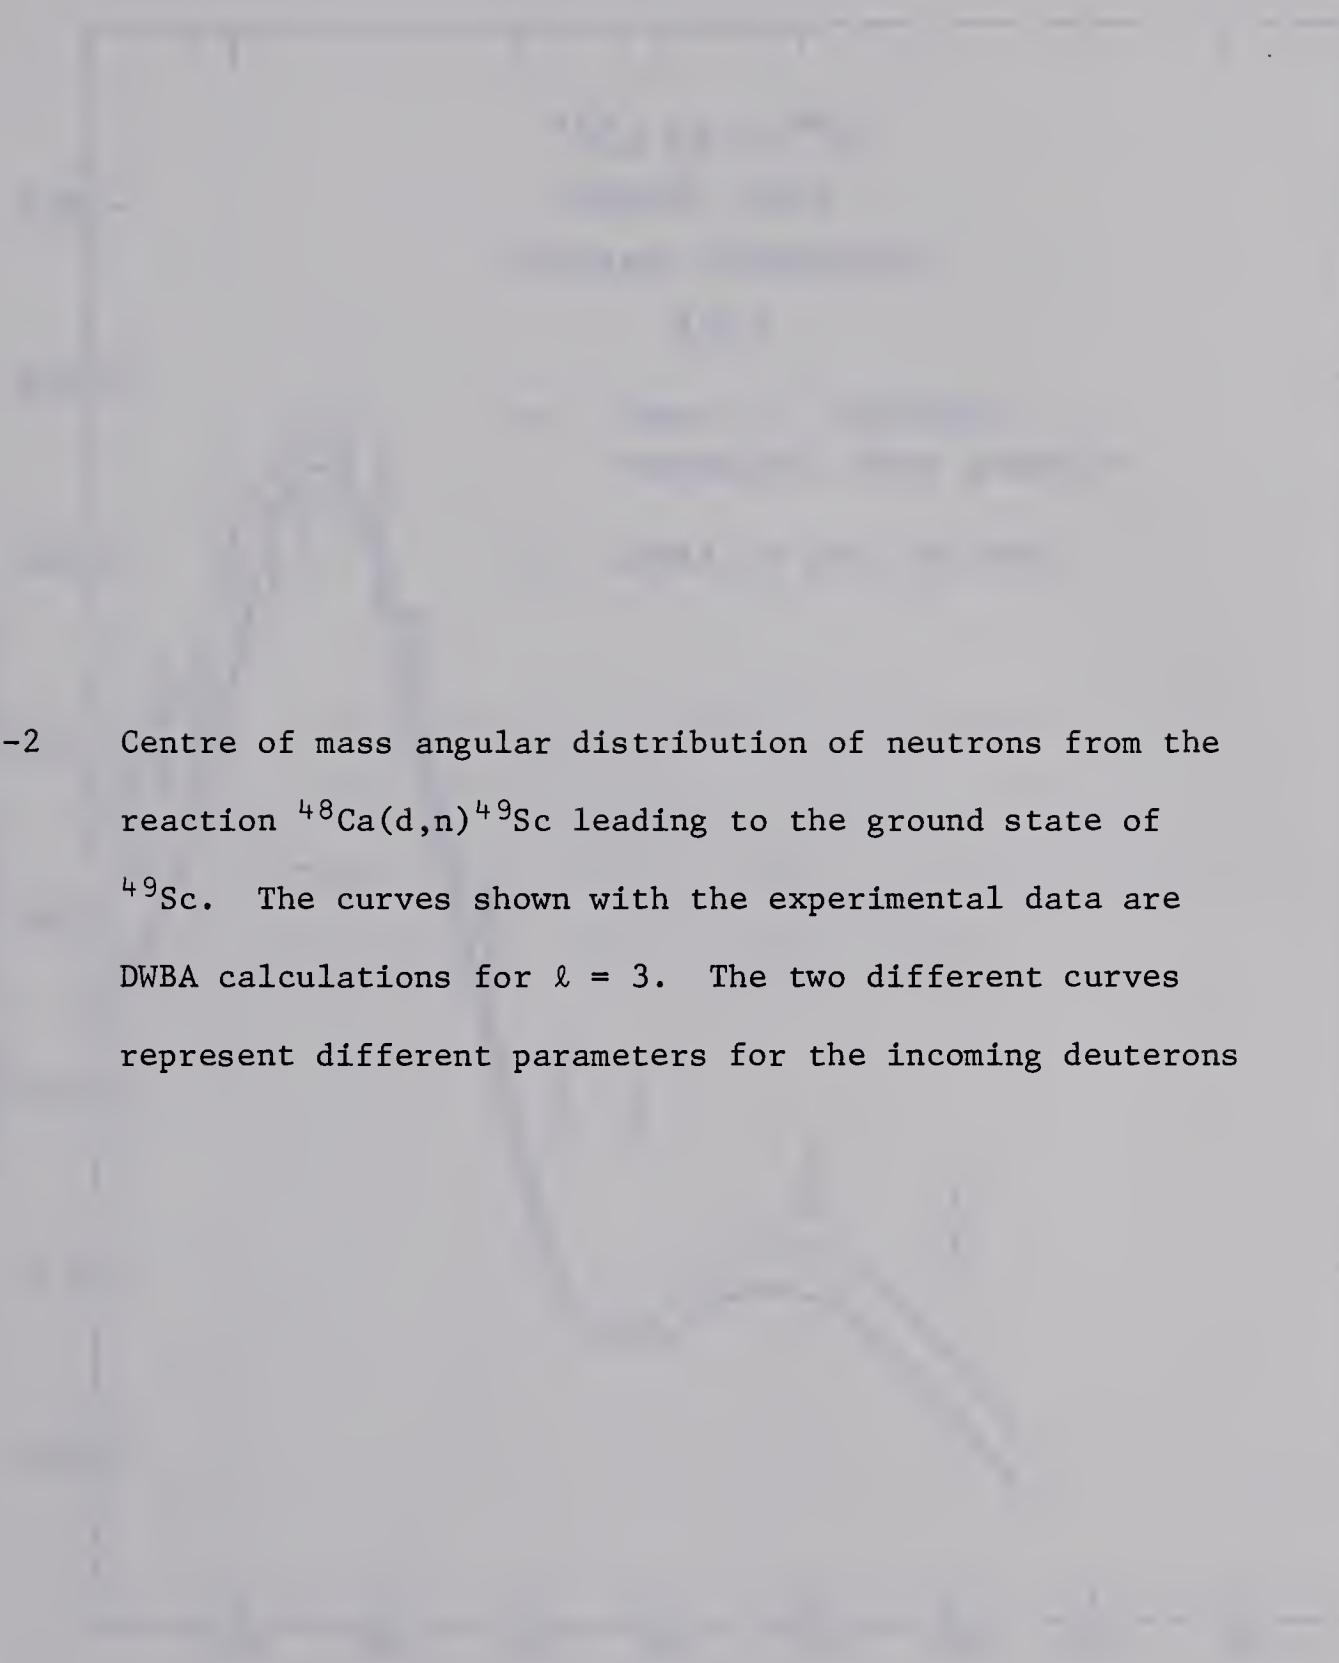 -2 Centre of mass angular distribution of neutrons from the
reaction ⁴⁸Ca(d,n)⁴⁹Sc leading to the ground state of
⁴⁹Sc. The curves shown with the experimental data are
DWBA calculations for ℓ = 3. The two different curves
represent different parameters for the incoming deuterons